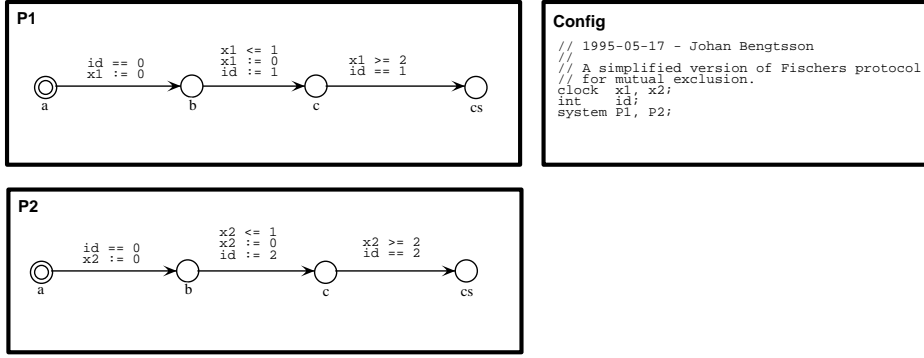 P1
id == 0
x1 := 0
x1 <= 1
x1 := 0
id := 1
x1 >= 2
id == 1
a
b
c
cs
Config
// 1995-05-17 - Johan Bengtsson
//
// A simplified version of Fischers protocol
// for mutual exclusion.
clock x1, x2;
int id;
system P1, P2;
P2
id == 0
x2 := 0
x2 <= 1
x2 := 0
id := 2
x2 >= 2
id == 2
a
b
c
cs